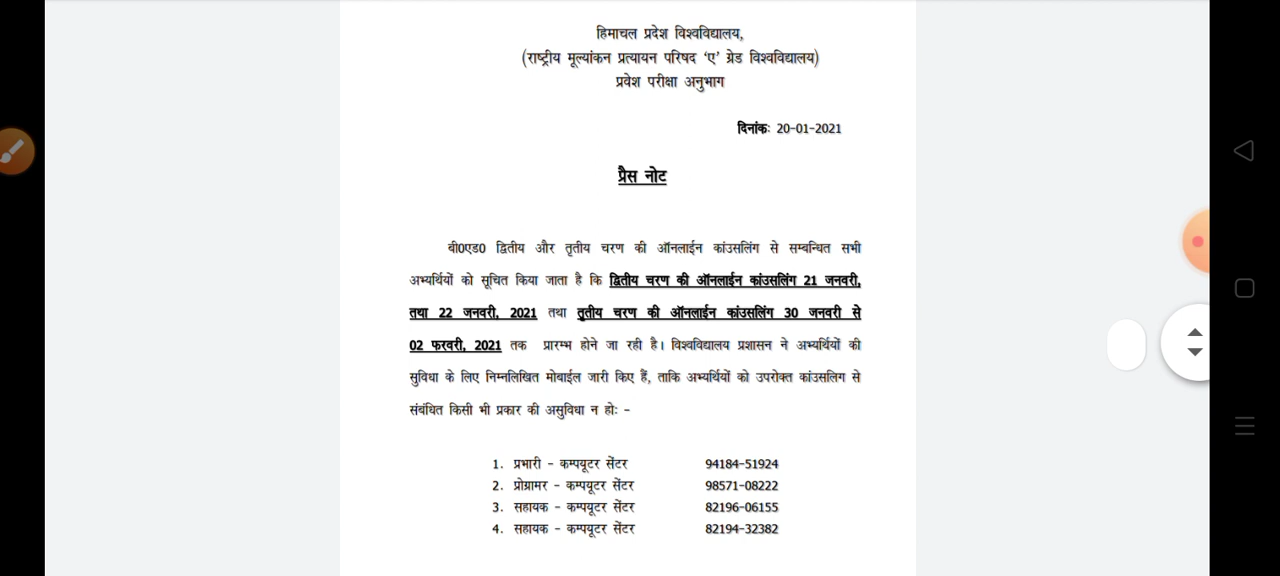 हिमाचल प्रदेश विश्वविद्यालय,
(राष्ट्रीय मूल्यांकन प्रत्यायन परिषद ‘ए’ ग्रेड विश्वविद्यालय)
प्रवेश परीक्षा अनुभाग
दिनांकः 20-01-2021
प्रैस नोट
बी0एड0 द्वितीय और तृतीय चरण की ऑनलाईन कांउसलिंग से सम्बन्धित सभी
अभ्यर्थियों को सूचित किया जाता है कि द्वितीय चरण की ऑनलाईन कांउसलिंग 21 जनवरी,
तथा 22 जनवरी, 2021 तथा तृतीय चरण की ऑनलाईन कांउसलिंग 30 जनवरी से
02 फरवरी, 2021 तक प्रारम्भ होने जा रही है। विश्वविद्यालय प्रशासन ने अभ्यर्थियों की
सुविधा के लिए निम्नलिखित मोबाईल जारी किए हैं, ताकि अभ्यर्थियों को उपरोक्त कांउसलिग से
संबंधित किसी भी प्रकार की असुविधा न होः -
1. प्रभारी - कम्पयूटर सेंटर 94184-51924
2. प्रोग्रामर - कम्पयूटर सेंटर 98571-08222
3. सहायक - कम्पयूटर सेंटर 82196-06155
4. सहायक - कम्पयूटर सेंटर 82194-32382